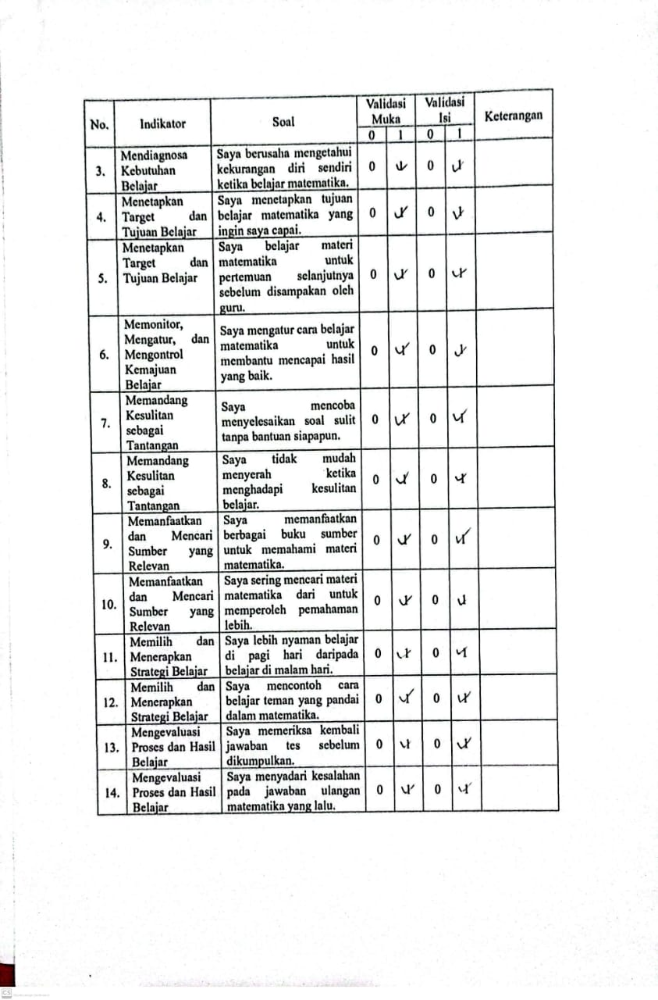 No. Indikator Soal Validasi Muka Validasi Isi Keterangan
0 1 0 1
3. Mendiagnosa Kebutuhan Belajar
Saya berusaha mengetahui
kekurangan diri sendiri
ketika belajar matematika.
0 0
4. Menetapkan
Target dan
Tujuan Belajar
Saya menetapkan tujuan
belajar matematika yang
ingin saya capai.
0 0
5. Menetapkan
Target dan
Tujuan Belajar
Saya belajar materi
matematika untuk
pertemuan selanjutnya
sebelum disampakan oleh
guru.
0 0
6. Memonitor,
Mengatur, dan
Mengontrol
Kemajuan
Belajar
Saya mengatur cara belajar
matematika untuk
membantu mencapai hasil
yang baik.
0 0
7. Memandang
Kesulitan
sebagai
Tantangan
Saya mencoba
menyelesaikan soal sulit
tanpa bantuan siapapun.
0 0
8. Memandang
Kesulitan
sebagai
Tantangan
Saya tidak mudah
menyerah ketika
menghadapi kesulitan
belajar.
0 0
9. Memanfaatkan
dan Mencari
Sumber yang
Relevan
Saya memanfaatkan
berbagai buku sumber
untuk memahami materi
matematika.
0 0
10. Memanfaatkan
dan Mencari
Sumber yang
Relevan
Saya sering mencari materi
matematika dari untuk
memperoleh pemahaman
lebih.
0 0
11. Memilih dan
Menerapkan
Strategi Belajar
Saya lebih nyaman belajar
di pagi hari daripada
belajar di malam hari.
0 0
12. Memilih dan
Menerapkan
Strategi Belajar
Saya mencontoh cara
belajar teman yang pandai
dalam matematika.
0 0
13. Mengevaluasi
Proses dan Hasil
Belajar
Saya memeriksa kembali
jawaban tes sebelum
dikumpulkan.
0 0
14. Mengevaluasi
Proses dan Hasil
Belajar
Saya menyadari kesalahan
pada jawaban ulangan
matematika yang lalu.
0 0
CS